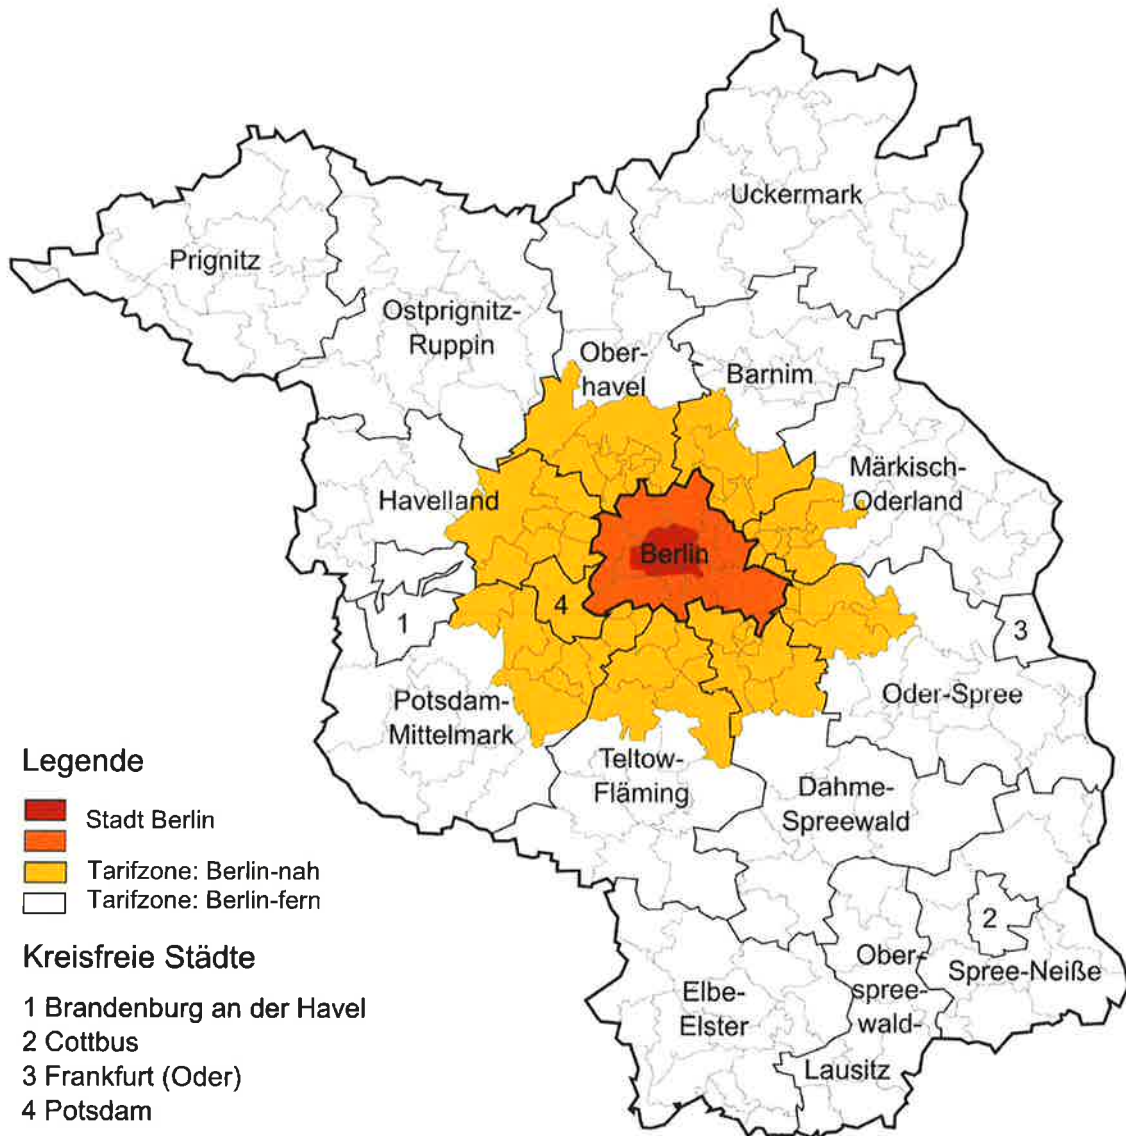 Uckermark
Prignitz
Ostprignitz-
Ruppin
Ober-
havel
Barnim
Märkisch-
Oderland
Havelland
Berlin
4
1
3
Oder-Spree
Potsdam-
Mittelmark
Teltow-
Fläming
Dahme-
Spreewald
2
Spree-Neiße
Ober-
spree-
wald-
Lausitz
Elbe-
Elster
Legende
Stadt Berlin
Tarifzone: Berlin-nah
Tarifzone: Berlin-fern
Kreisfreie Städte
1 Brandenburg an der Havel
2 Cottbus
3 Frankfurt (Oder)
4 Potsdam